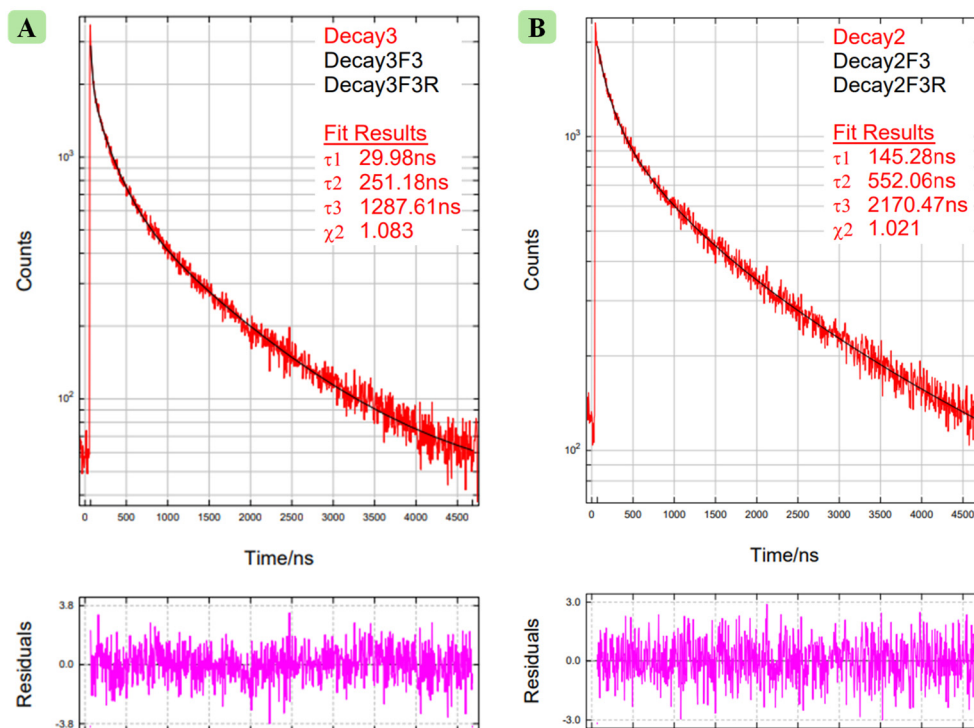 A
Decay3
Decay3F3
Decay3F3R
Fit Results
τ1 29.98ns
τ2 251.18ns
τ3 1287.61ns
χ2 1.083
10³
10²
Counts
0 500 1000 1500 2000 2500 3000 3500 4000 4500
Time/ns
3.8
0.0
-3.8
Residuals
B
Decay2
Decay2F3
Decay2F3R
Fit Results
τ1 145.28ns
τ2 552.06ns
τ3 2170.47ns
χ2 1.021
10³
10²
Counts
0 500 1000 1500 2000 2500 3000 3500 4000 4500
Time/ns
3.0
0.0
-3.0
Residuals